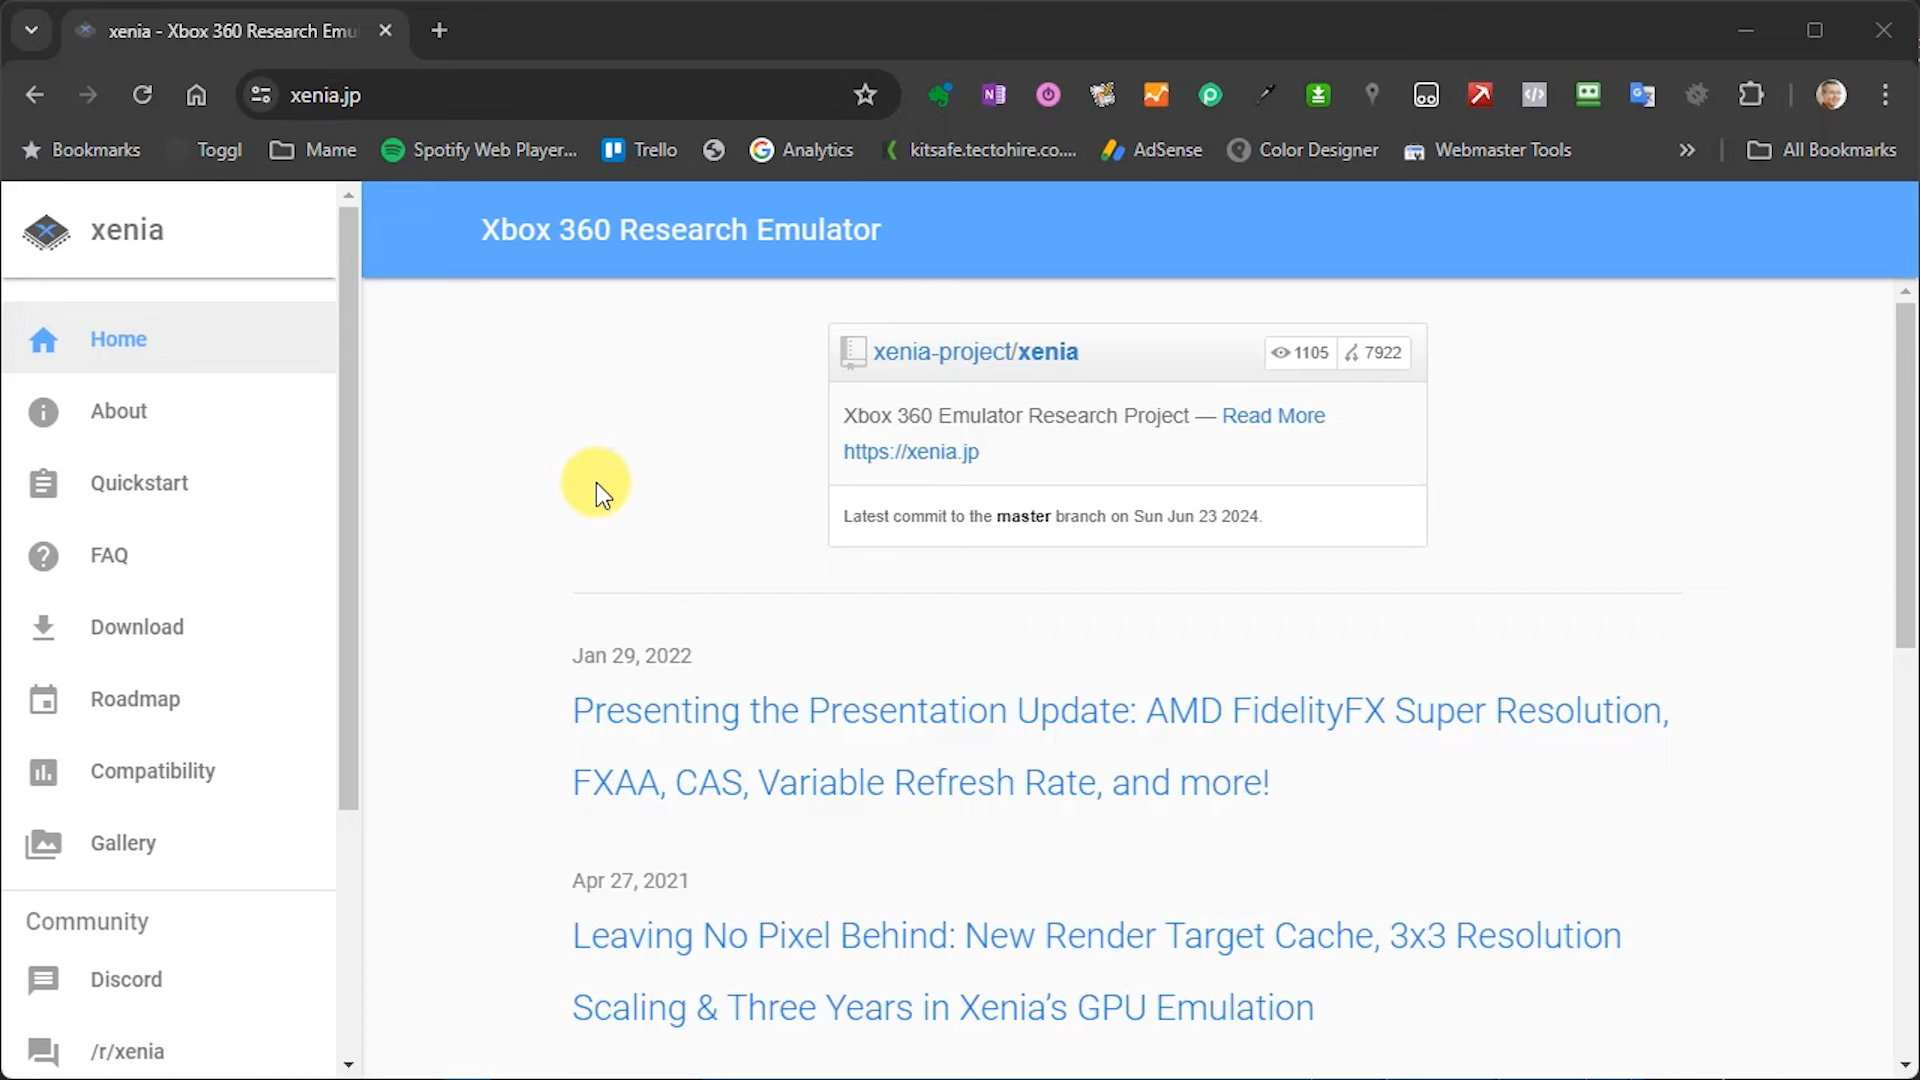 xenia - Xbox 360 Research Emu
xenia.jp
Bookmarks
Toggl
Mame
Spotify Web Player...
Trello
Analytics
kitsafe.tectohire.co....
AdSense
Color Designer
Webmaster Tools
All Bookmarks
xenia
Xbox 360 Research Emulator
Home
About
Quickstart
FAQ
Download
Roadmap
Compatibility
Gallery
Community
Discord
/r/xenia
xenia-project/xenia
1105
7922
Xbox 360 Emulator Research Project — Read More
https://xenia.jp
Latest commit to the master branch on Sun Jun 23 2024.
Jan 29, 2022
Presenting the Presentation Update: AMD FidelityFX Super Resolution,
FXAA, CAS, Variable Refresh Rate, and more!
Apr 27, 2021
Leaving No Pixel Behind: New Render Target Cache, 3x3 Resolution
Scaling & Three Years in Xenia’s GPU Emulation